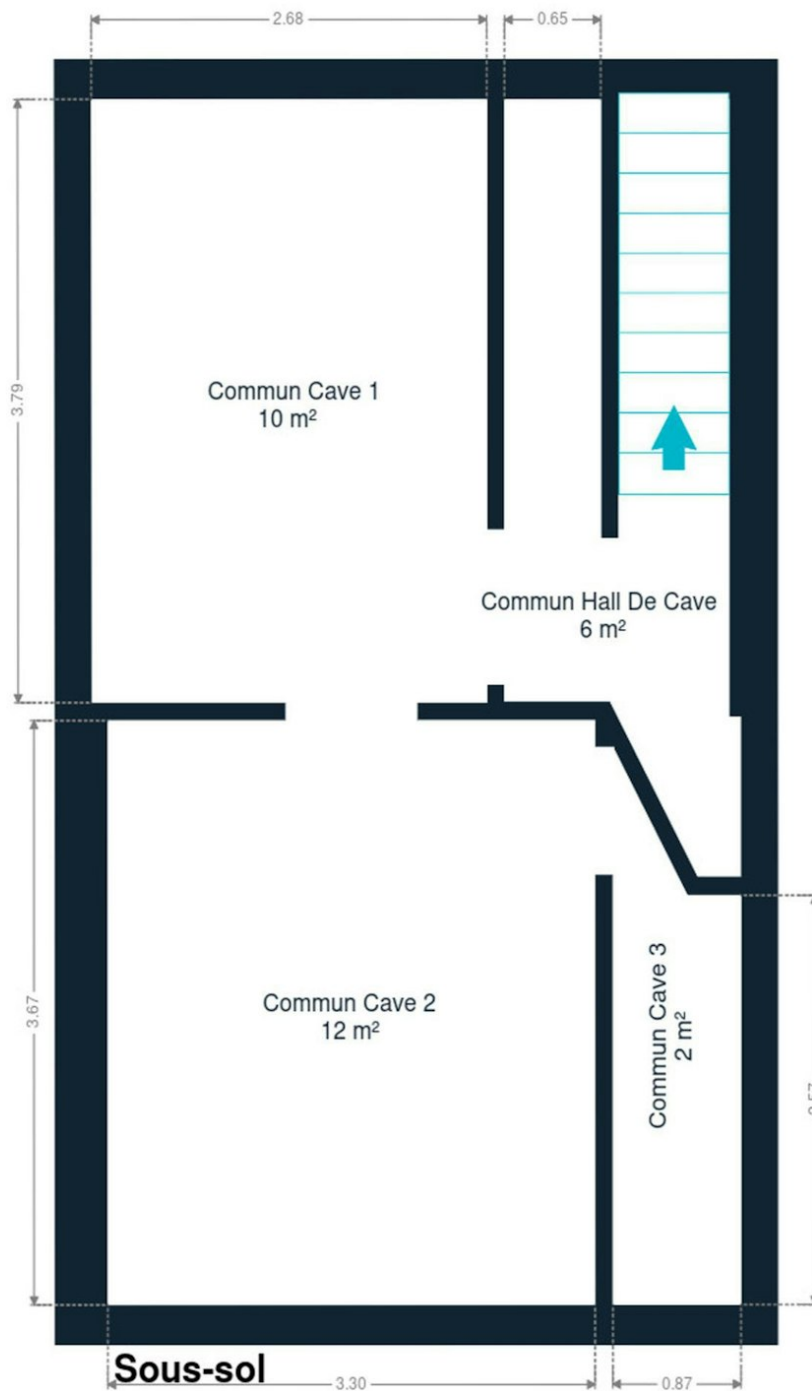 2.68
0.65
3.79
Commun Cave 1
10 m²
Commun Hall De Cave
6 m²
3.67
Commun Cave 2
12 m²
Commun Cave 3
2 m²
Sous-sol
3.30
0.87